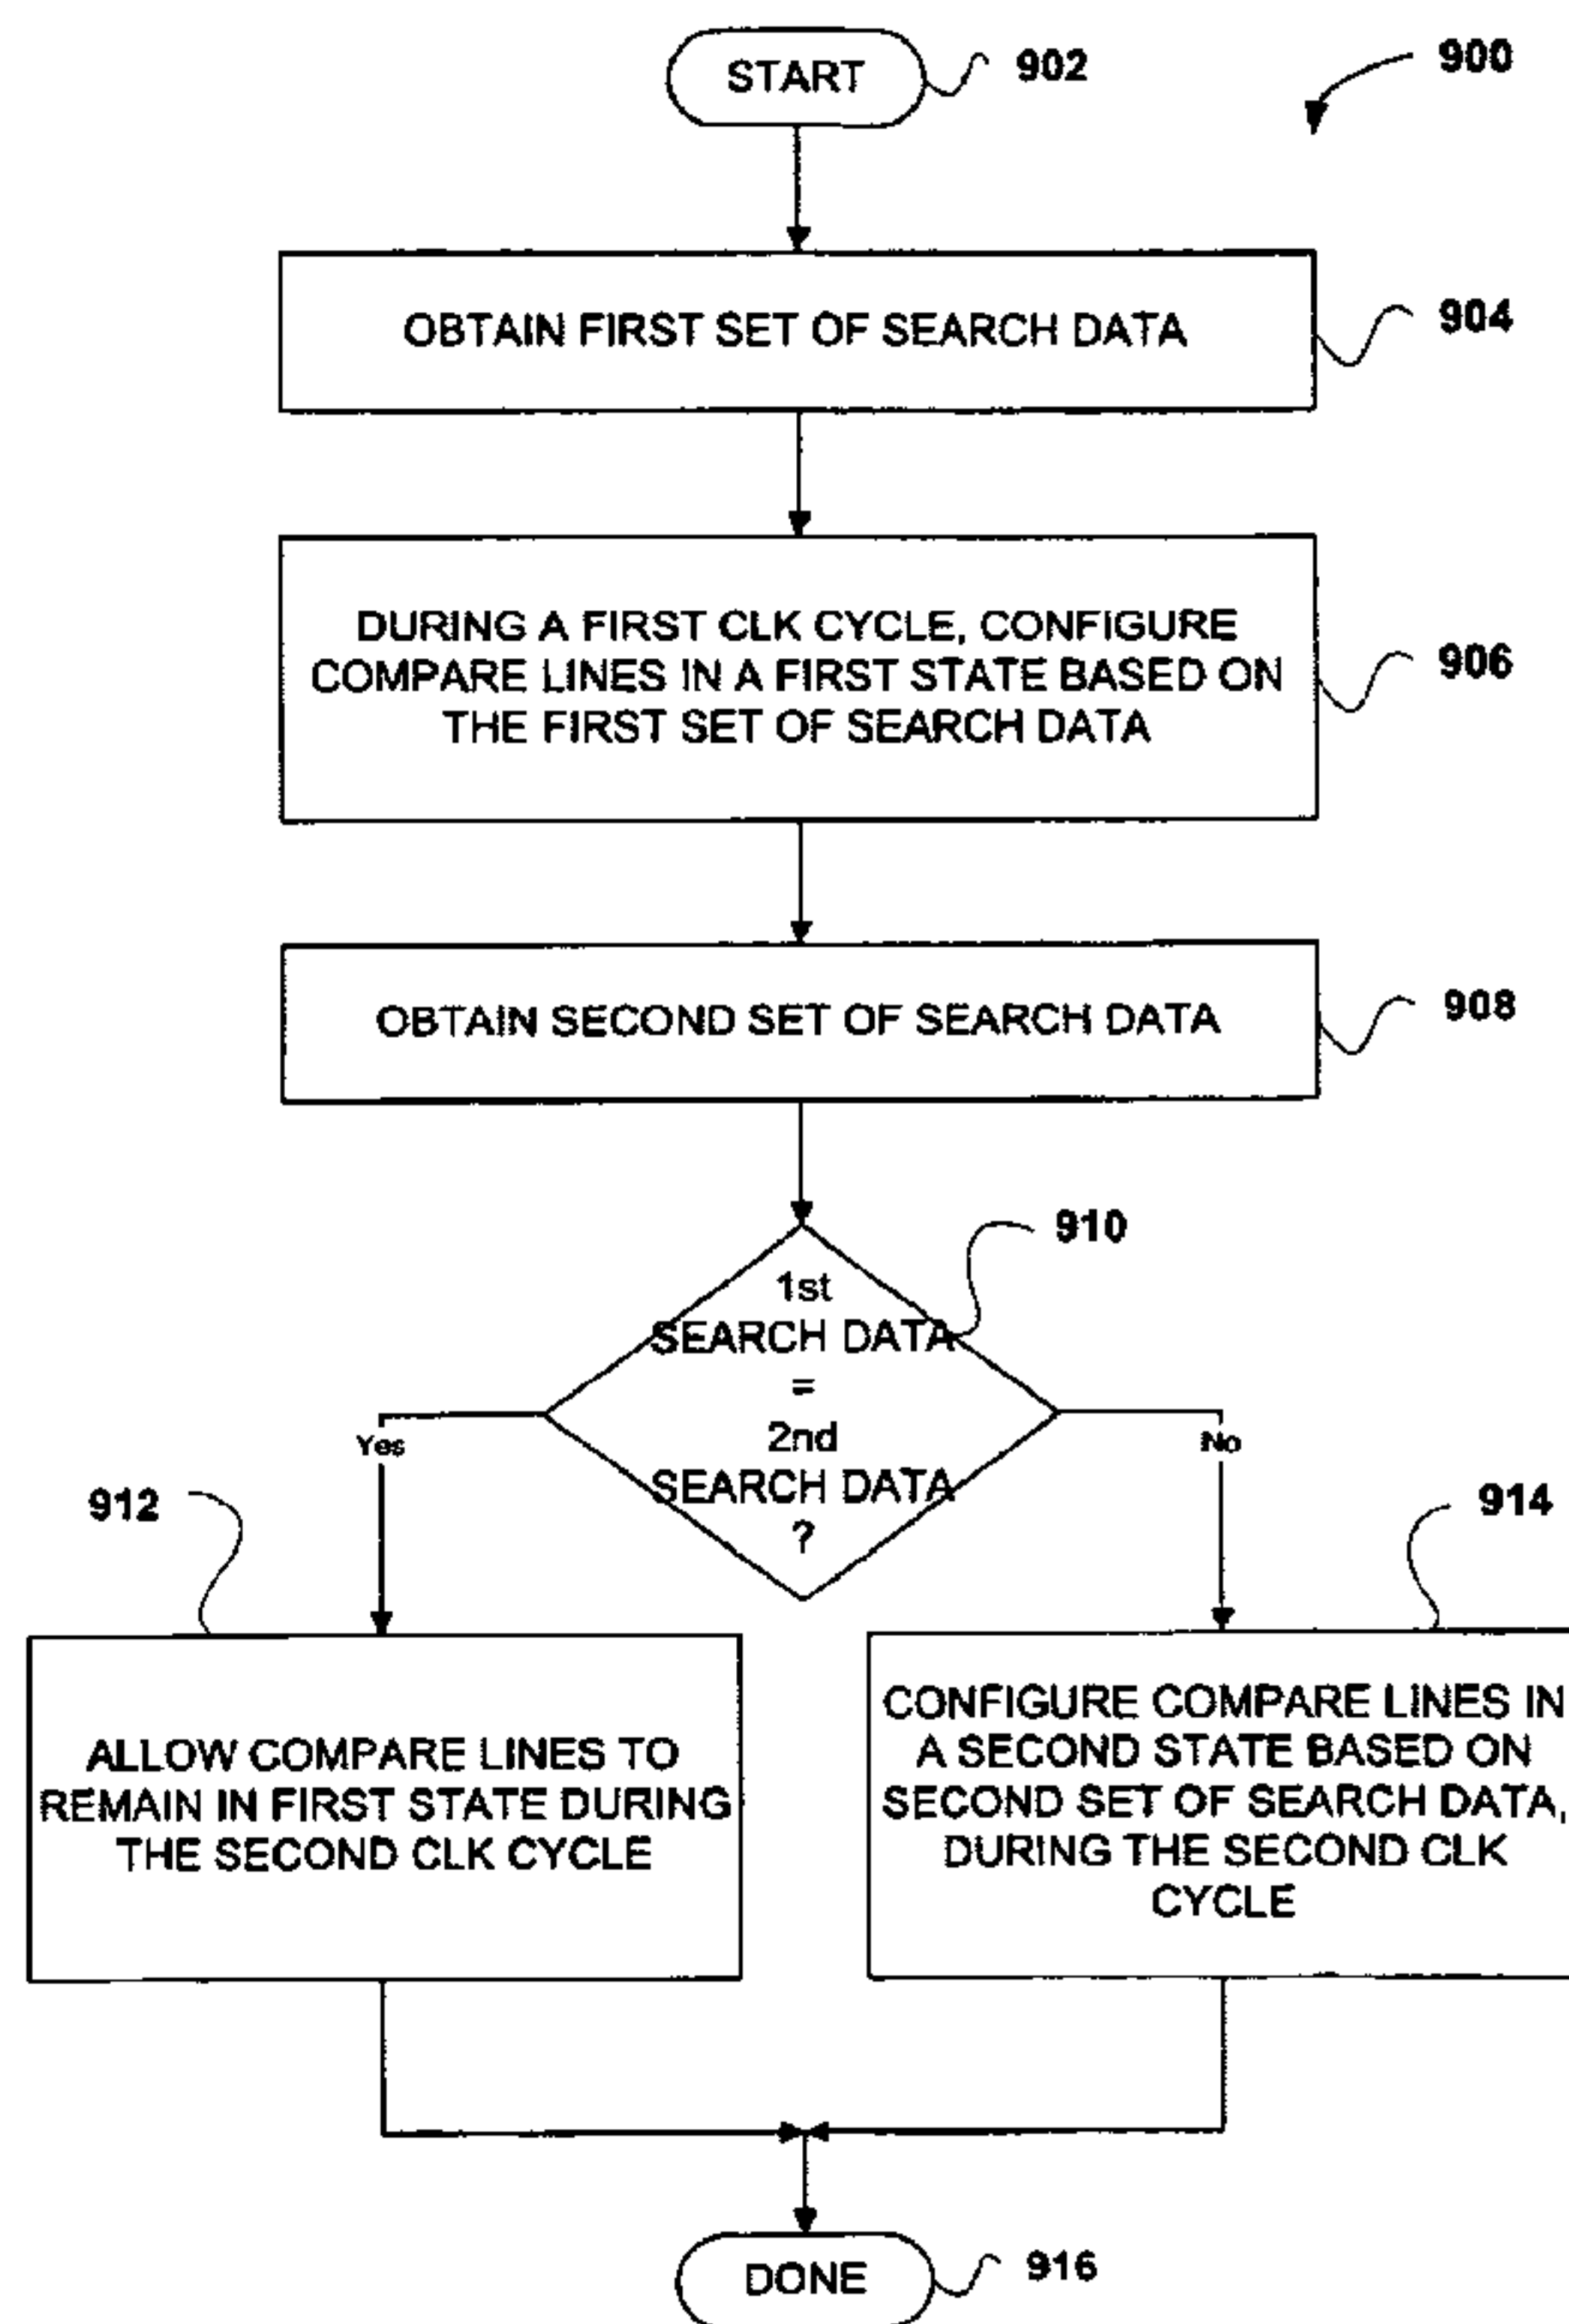 START
902
900
OBTAIN FIRST SET OF SEARCH DATA
904
DURING A FIRST CLK CYCLE, CONFIGURE
COMPARE LINES IN A FIRST STATE BASED ON
THE FIRST SET OF SEARCH DATA
906
OBTAIN SECOND SET OF SEARCH DATA
908
910
1st
SEARCH DATA
=
2nd
SEARCH DATA
?
Yes
No
912
914
ALLOW COMPARE LINES TO
REMAIN IN FIRST STATE DURING
THE SECOND CLK CYCLE
CONFIGURE COMPARE LINES IN
A SECOND STATE BASED ON
SECOND SET OF SEARCH DATA,
DURING THE SECOND CLK
CYCLE
DONE
916